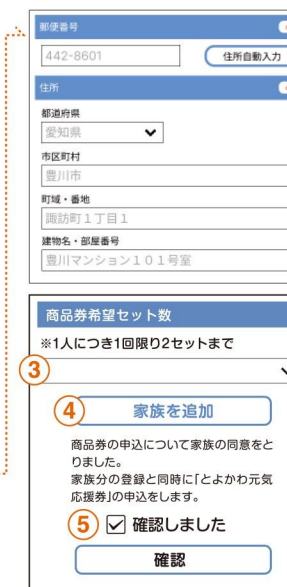 郵便番号
442-8601
住所自動入力
住所
都道府県
愛知県
市区町村
豊川市
町域・番地
諏訪町1丁目1
建物名・部屋番号
豊川マンション101号室
商品券希望セット数
※1人につき1回限り2セットまで
③
④ 家族を追加
商品券の申込について家族の同意をと
りました。
家族分の登録と同時に「とよかわ元気
応援券」の申込をします。
⑤ 確認しました
確認